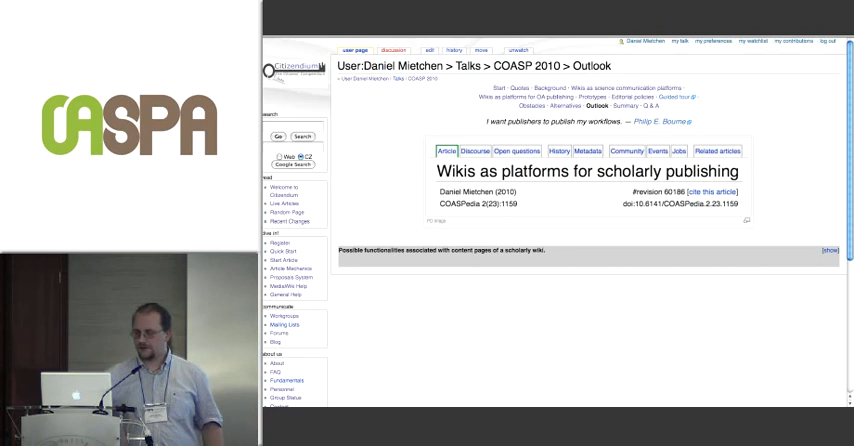 OASPA
Daniel Mietchen my talk my preferences my watchlist my contributions log out
user page discussion edit history move unwatch
Citizendium
User:Daniel Mietchen > Talks > COASP 2010 > Outlook
< User:Daniel Mietchen | Talks | COASP 2010
Start · Quotes · Background · Wikis as science communication platforms ·
Wikis as platforms for OA publishing · Prototypes · Editorial policies · Guided tour ·
Obstacles · Alternatives · Outlook · Summary · Q & A
I want publishers to publish my workflows. — Philip E. Bourne
Article Discourse Open questions History Metadata Community Events Jobs Related articles
Wikis as platforms for scholarly publishing
Daniel Mietchen (2010) #revision 60186 [cite this article]
COASPedia 2(23):1159 doi:10.6141/COASPedia.2.23.1159
PD Image
Possible functionalities associated with content pages of a scholarly wiki. [show]
search
Go Search
Web CZ
Google Search
read
Welcome to
Citizendium
Live Articles
Random Page
Recent Changes
dive in!
Register
Quick Start
Start Article
Article Mechanics
Proposals System
MediaWiki Help
General Help
communicate
Workgroups
Mailing Lists
Forums
Blog
about us
About
FAQ
Fundamentals
Personnel
Group Status